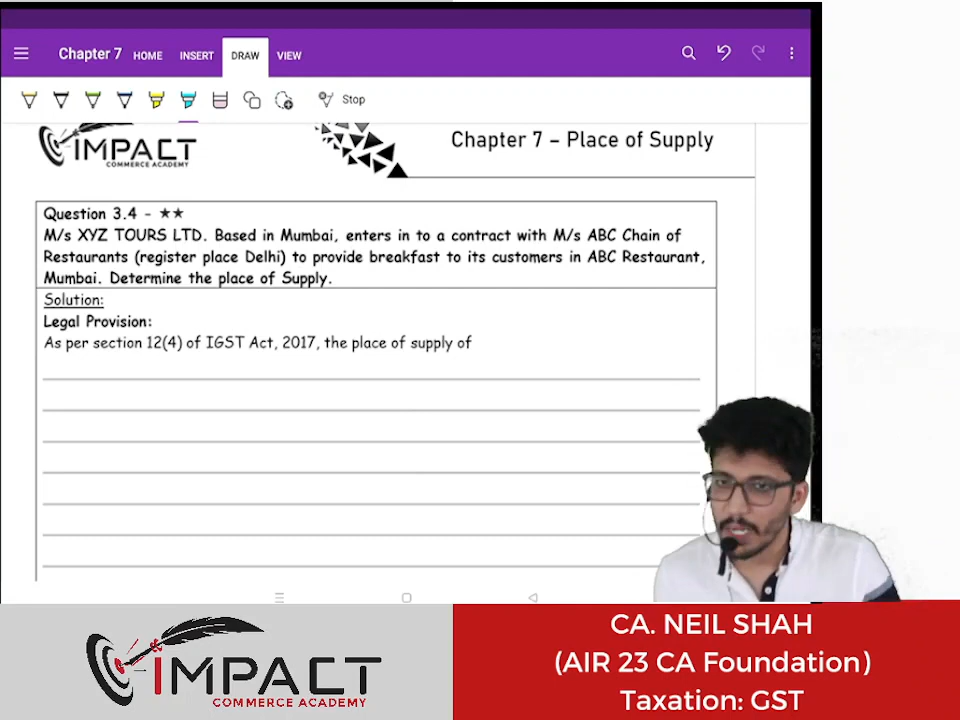 Chapter 7 HOME INSERT DRAW VIEW
Stop
IMPACT
COMMERCE ACADEMY
Chapter 7 – Place of Supply
Question 3.4 - ★★
M/s XYZ TOURS LTD. Based in Mumbai, enters in to a contract with M/s ABC Chain of
Restaurants (register place Delhi) to provide breakfast to its customers in ABC Restaurant,
Mumbai. Determine the place of Supply.
Solution:
Legal Provision:
As per section 12(4) of IGST Act, 2017, the place of supply of
IMPACT
COMMERCE ACADEMY
CA. NEIL SHAH
(AIR 23 CA Foundation)
Taxation: GST